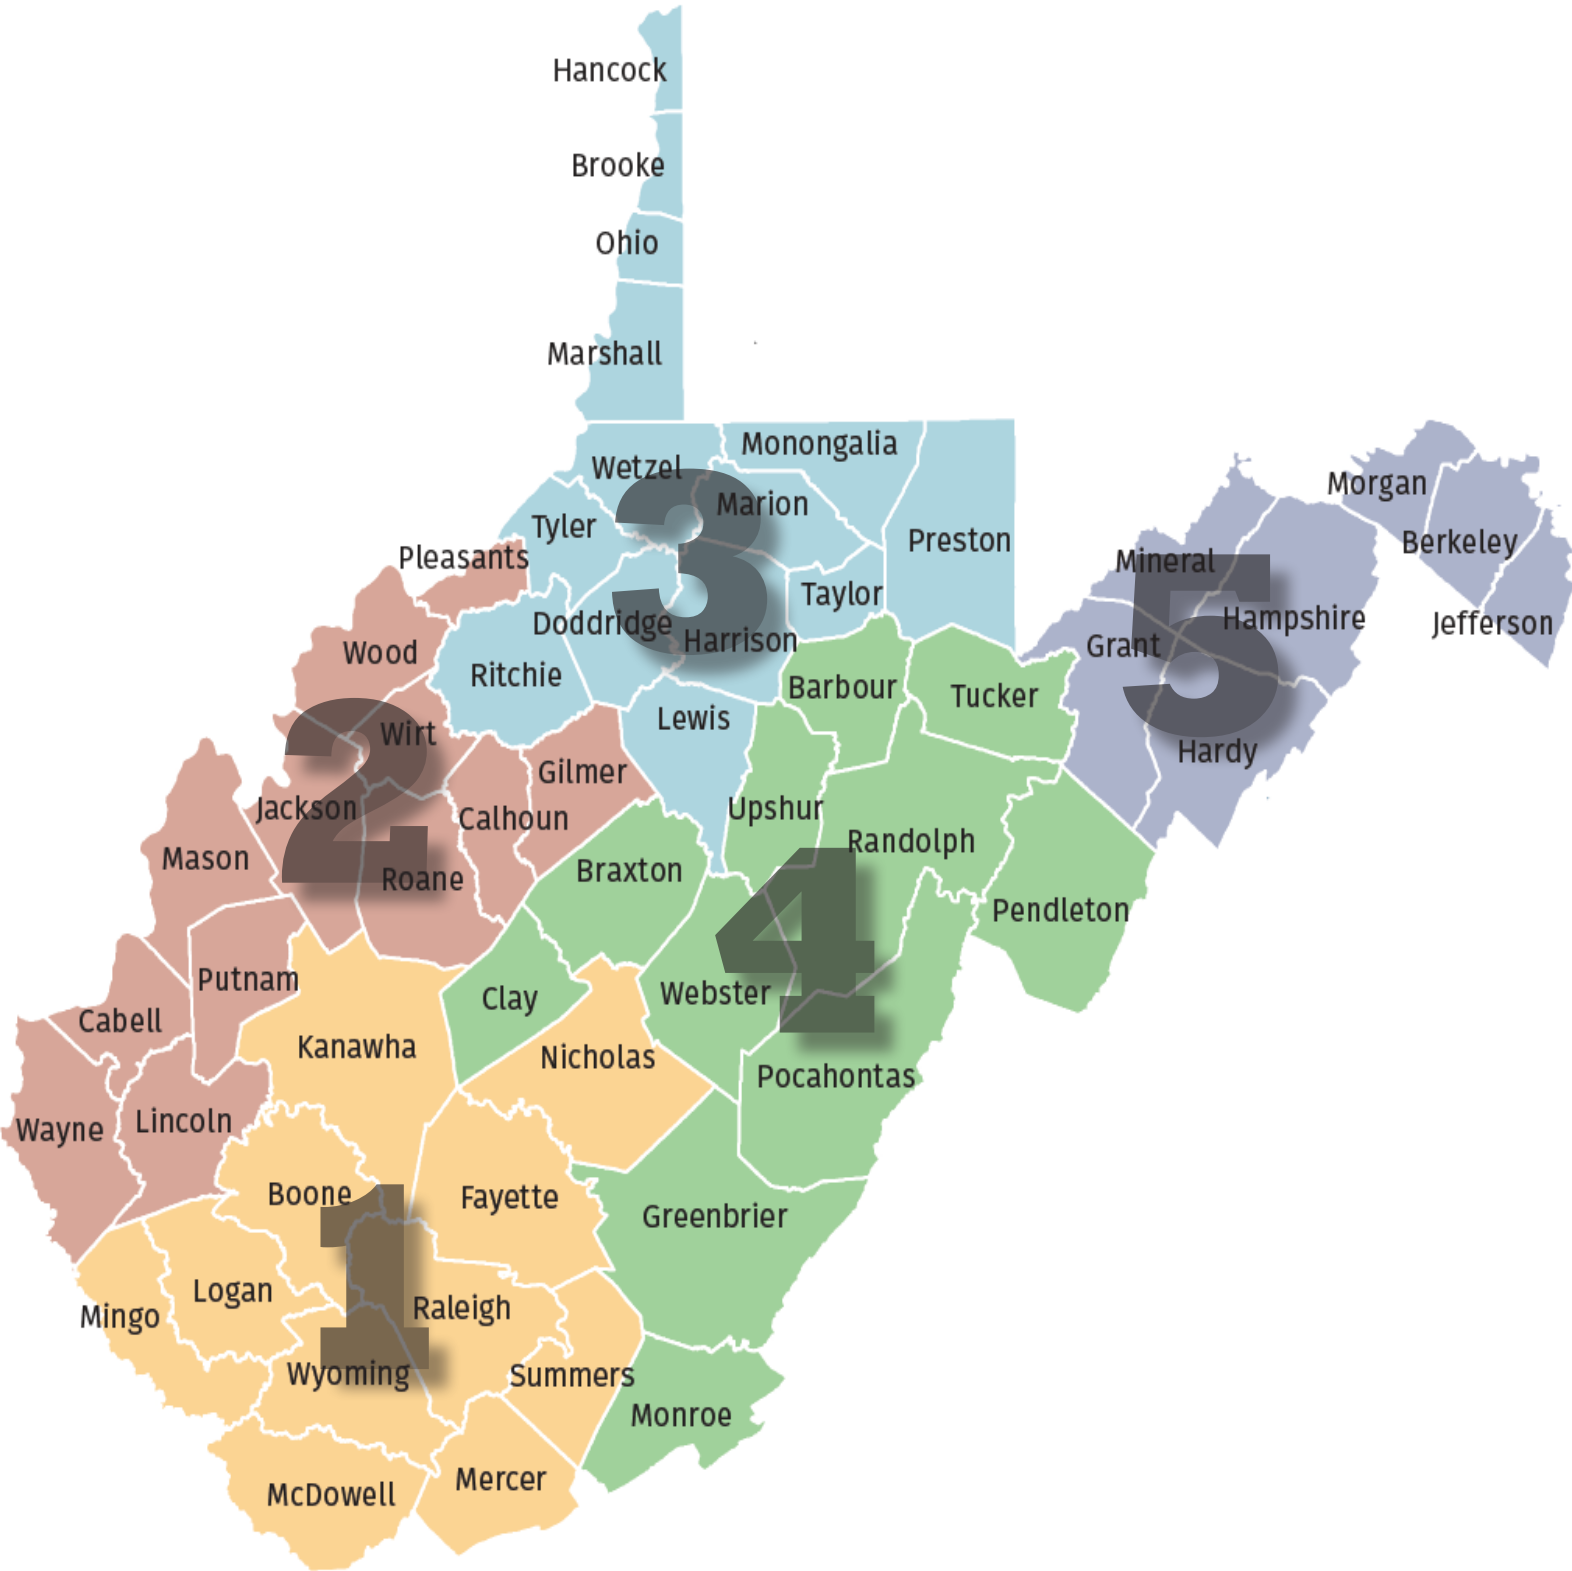 Hancock
Brooke
Ohio
Marshall
Monongalia
Wetzel
3
Marion
Morgan
Tyler
Preston
Berkeley
Pleasants
Mineral
5
Taylor
Hampshire
Doddridge
Jefferson
Harrison
Grant
Wood
Ritchie
Barbour
Tucker
Lewis
Wirt
2
Hardy
Gilmer
Jackson
Calhoun
Upshur
Randolph
Mason
Braxton
Roane
Pendleton
4
Putnam
Clay
Webster
Cabell
Kanawha
Nicholas
Pocahontas
Lincoln
Wayne
Boone
Fayette
Greenbrier
1
Logan
Raleigh
Mingo
Wyoming
Summers
Monroe
Mercer
McDowell